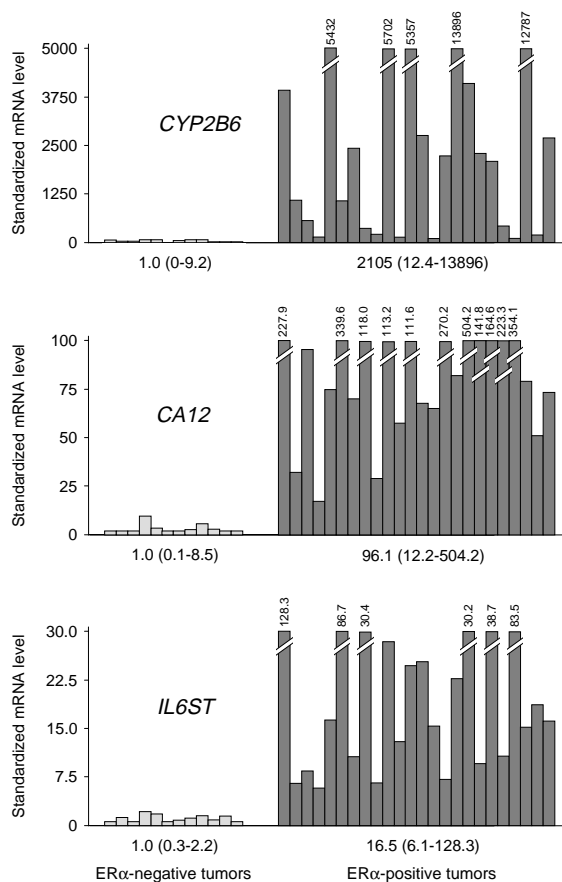 5432 5702 5357 13896 12787
5000
3750
2500
1250
0
Standardized mRNA level
CYP2B6
1.0 (0-9.2) 2105 (12.4-13896)
227.9 339.6 118.0 113.2 111.6 270.2 504.2 141.8 164.6 223.3 354.1
100
75
50
25
0
Standardized mRNA level
CA12
1.0 (0.1-8.5) 96.1 (12.2-504.2)
128.3 86.7 30.4 30.2 38.7 83.5
30.0
22.5
15.0
7.5
0
Standardized mRNA level
IL6ST
1.0 (0.3-2.2) 16.5 (6.1-128.3)
ERα-negative tumors ERα-positive tumors